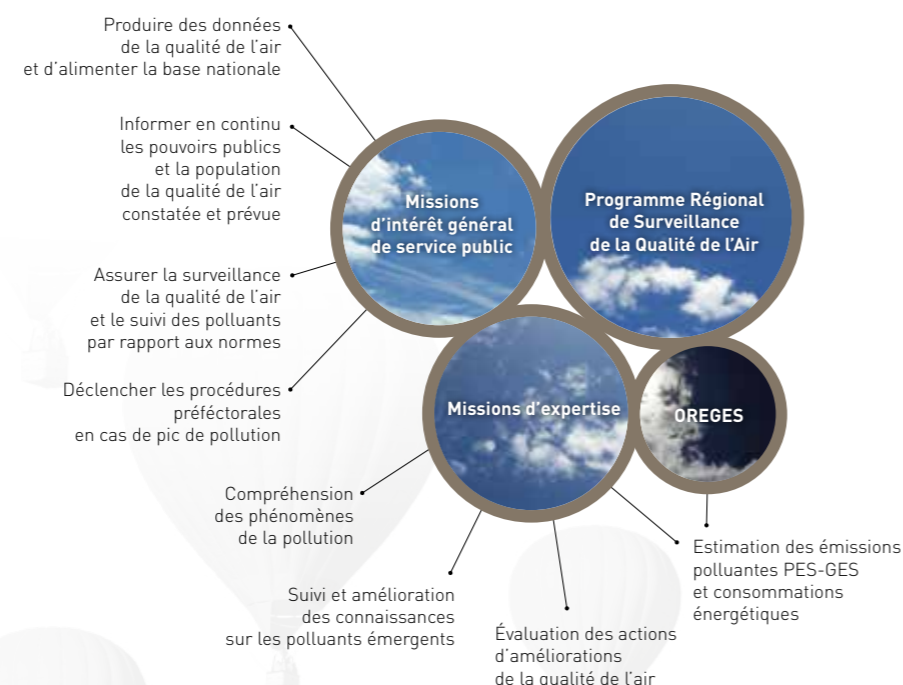 Produire des données
de la qualité de l'air
et d'alimenter la base nationale
Informer en continu
les pouvoirs publics
et la population
de la qualité de l'air
constatée et prévue
Assurer la surveillance
de la qualité de l'air
et le suivi des polluants
par rapport aux normes
Déclencher les procédures
préféctorales
en cas de pic de pollution
Missions
d'intérêt général
de service public
Programme Régional
de Surveillance
de la Qualité de l'Air
Missions d'expertise
OREGES
Compréhension
des phénomènes
de la pollution
Suivi et amélioration
des connaissances
sur les polluants émergents
Évaluation des actions
d'améliorations
de la qualité de l'air
Estimation des émissions
polluantes PES-GES
et consommations
énergétiques